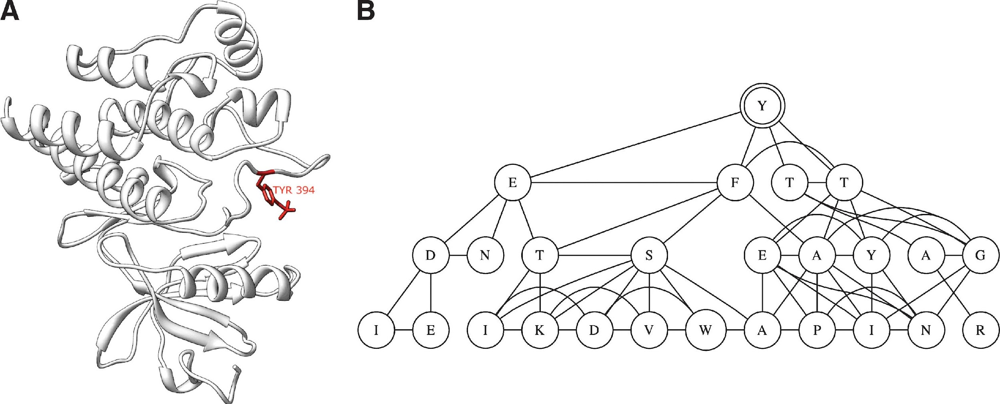 A
B
TYR 394
Y
E F T T
D N T S E A Y A G
I E I K D V W A P I N R